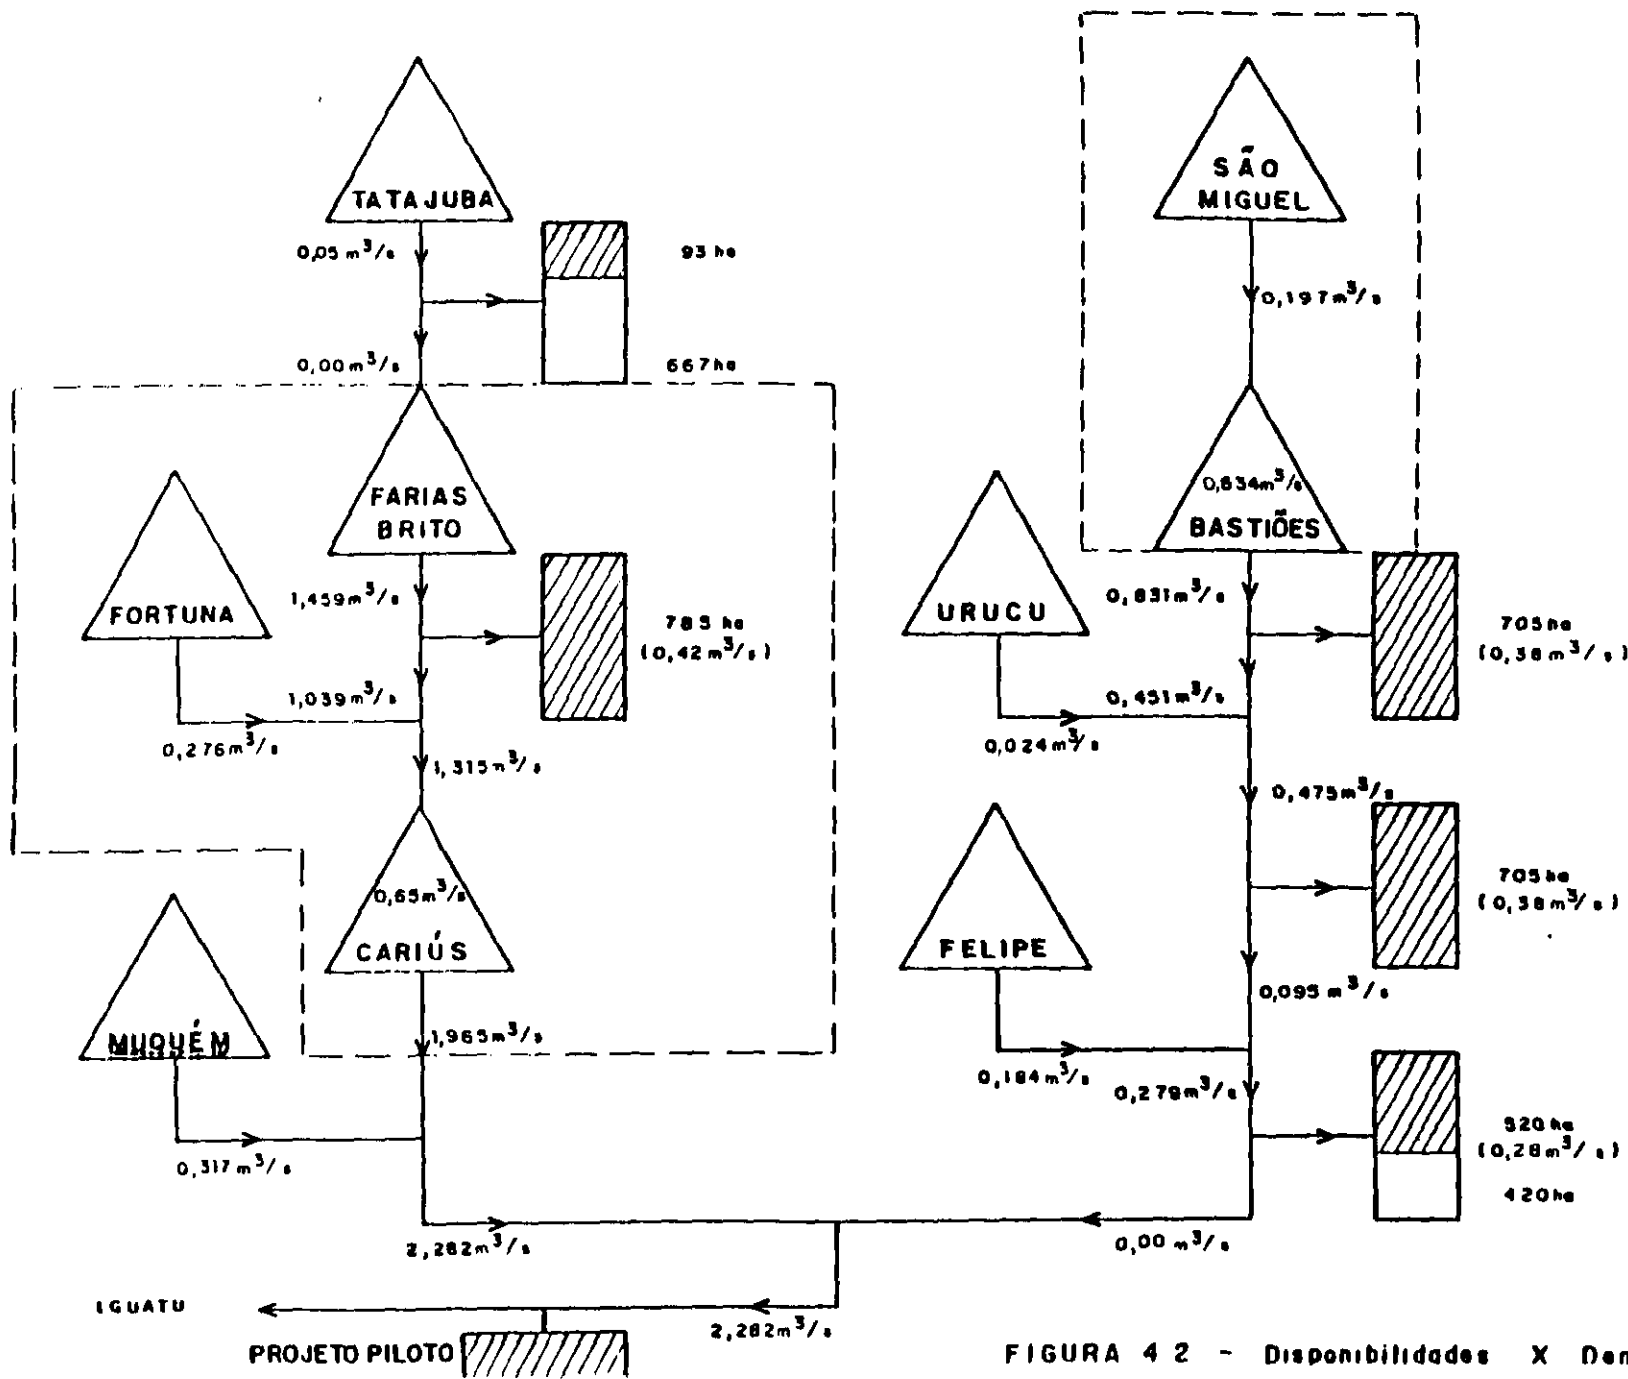 TATAJUBA
0,05 m³/s
93 ha
0,00 m³/s
667 ha
FARIAS
BRITO
FORTUNA
1,459 m³/s
785 ha
(0,42 m³/s)
1,039 m³/s
0,276 m³/s
1,315 m³/s
0,65 m³/s
CARIÚS
MUQUÉM
1,965 m³/s
0,317 m³/s
2,282 m³/s
SÃO
MIGUEL
0,197 m³/s
0,634 m³/s
BASTIÕES
URUCU
0,831 m³/s
705 ha
(0,38 m³/s)
0,451 m³/s
0,024 m³/s
0,475 m³/s
705 ha
(0,38 m³/s)
FELIPE
0,095 m³/s
0,184 m³/s
0,279 m³/s
520 ha
(0,28 m³/s)
420 ha
0,00 m³/s
IGUATU
2,282 m³/s
PROJETO PILOTO
FIGURA 4 2 - Disponibilidades X Dem